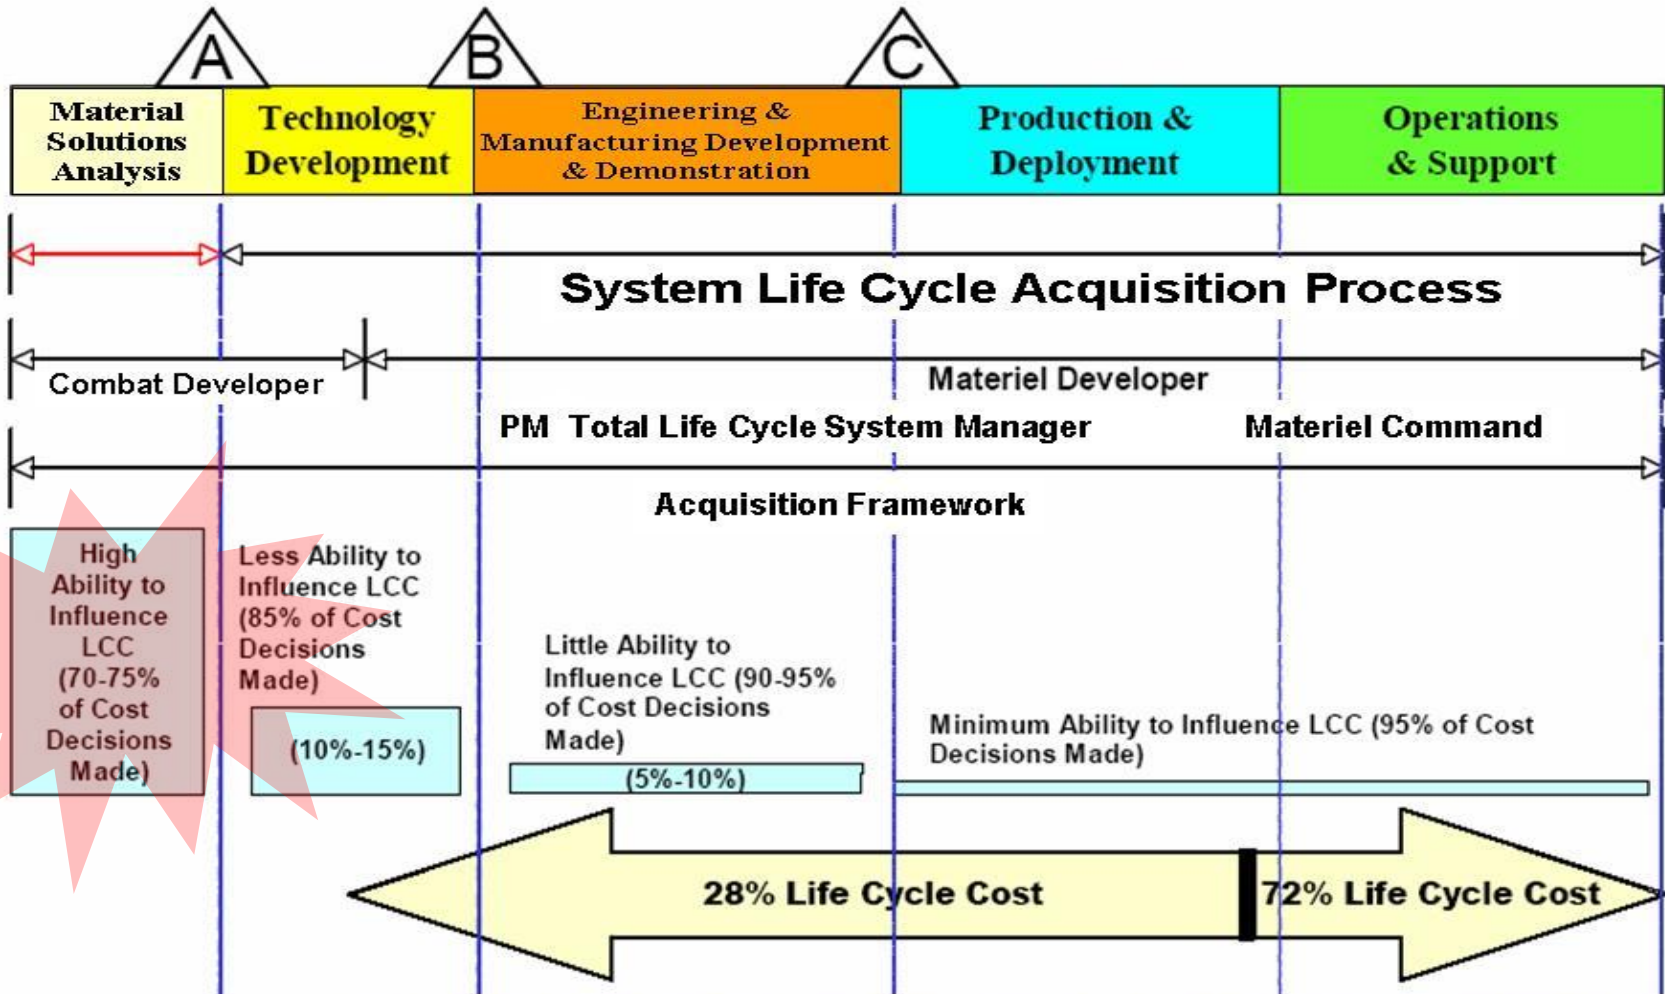 A
B
C
Material
Solutions
Analysis
Technology
Development
Engineering &
Manufacturing Development
& Demonstration
Production &
Deployment
Operations
& Support
System Life Cycle Acquisition Process
Combat Developer
Materiel Developer
PM Total Life Cycle System Manager
Materiel Command
Acquisition Framework
High
Ability to
Influence
LCC
(70-75%
of Cost
Decisions
Made)
Less Ability to
Influence LCC
(85% of Cost
Decisions
Made)
(10%-15%)
Little Ability to
Influence LCC (90-95%
of Cost Decisions
Made)
(5%-10%)
Minimum Ability to Influence LCC (95% of Cost
Decisions Made)
28% Life Cycle Cost
72% Life Cycle Cost